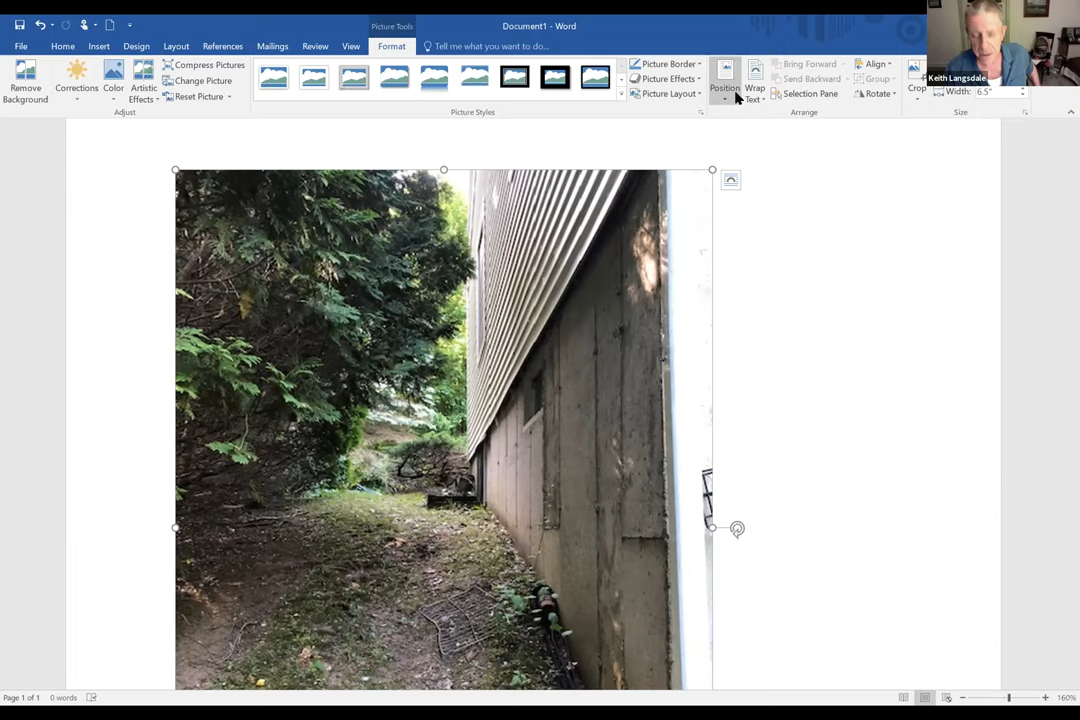 Picture Tools
Document1 - Word
File Home Insert Design Layout References Mailings Review View Format Tell me what you want to do...
Remove Background
Corrections
Color
Artistic Effects
Compress Pictures
Change Picture
Reset Picture
Adjust
Picture Styles
Picture Border
Picture Effects
Picture Layout
Position
Wrap Text
Bring Forward
Send Backward
Selection Pane
Align
Group
Rotate
Arrange
Crop
Width: 6.5"
Size
Keith Langsdale
Page 1 of 1 0 words
160%